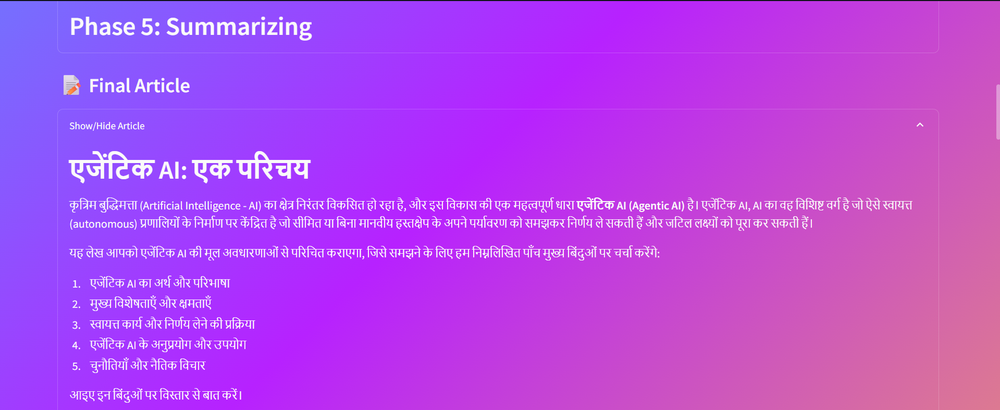 Phase 5: Summarizing
Final Article
Show/Hide Article
एजेंटिक AI: एक परिचय
कृत्रिम बुद्धिमत्ता (Artificial Intelligence - AI) का क्षेत्र निरंतर विकसित हो रहा है, और इस विकास की एक महत्वपूर्ण धारा एजेंटिक AI (Agentic AI) है। एजेंटिक AI, AI का वह विशिष्ट वर्ग है जो ऐसे स्वायत्त
(autonomous) प्रणालियों के निर्माण पर केंद्रित है जो सीमित या बिना मानवीय हस्तक्षेप के अपने पर्यावरण को समझकर निर्णय ले सकती हैं और जटिल लक्ष्यों को पूरा कर सकती हैं।
यह लेख आपको एजेंटिक AI की मूल अवधारणाओं से परिचित कराएगा, जिसे समझने के लिए हम निम्नलिखित पाँच मुख्य बिंदुओं पर चर्चा करेंगे:
1. एजेंटिक AI का अर्थ और परिभाषा
2. मुख्य विशेषताएँ और क्षमताएँ
3. स्वायत्त कार्य और निर्णय लेने की प्रक्रिया
4. एजेंटिक AI के अनुप्रयोग और उपयोग
5. चुनौतियाँ और नैतिक विचार
आइए इन बिंदुओं पर विस्तार से बात करें।